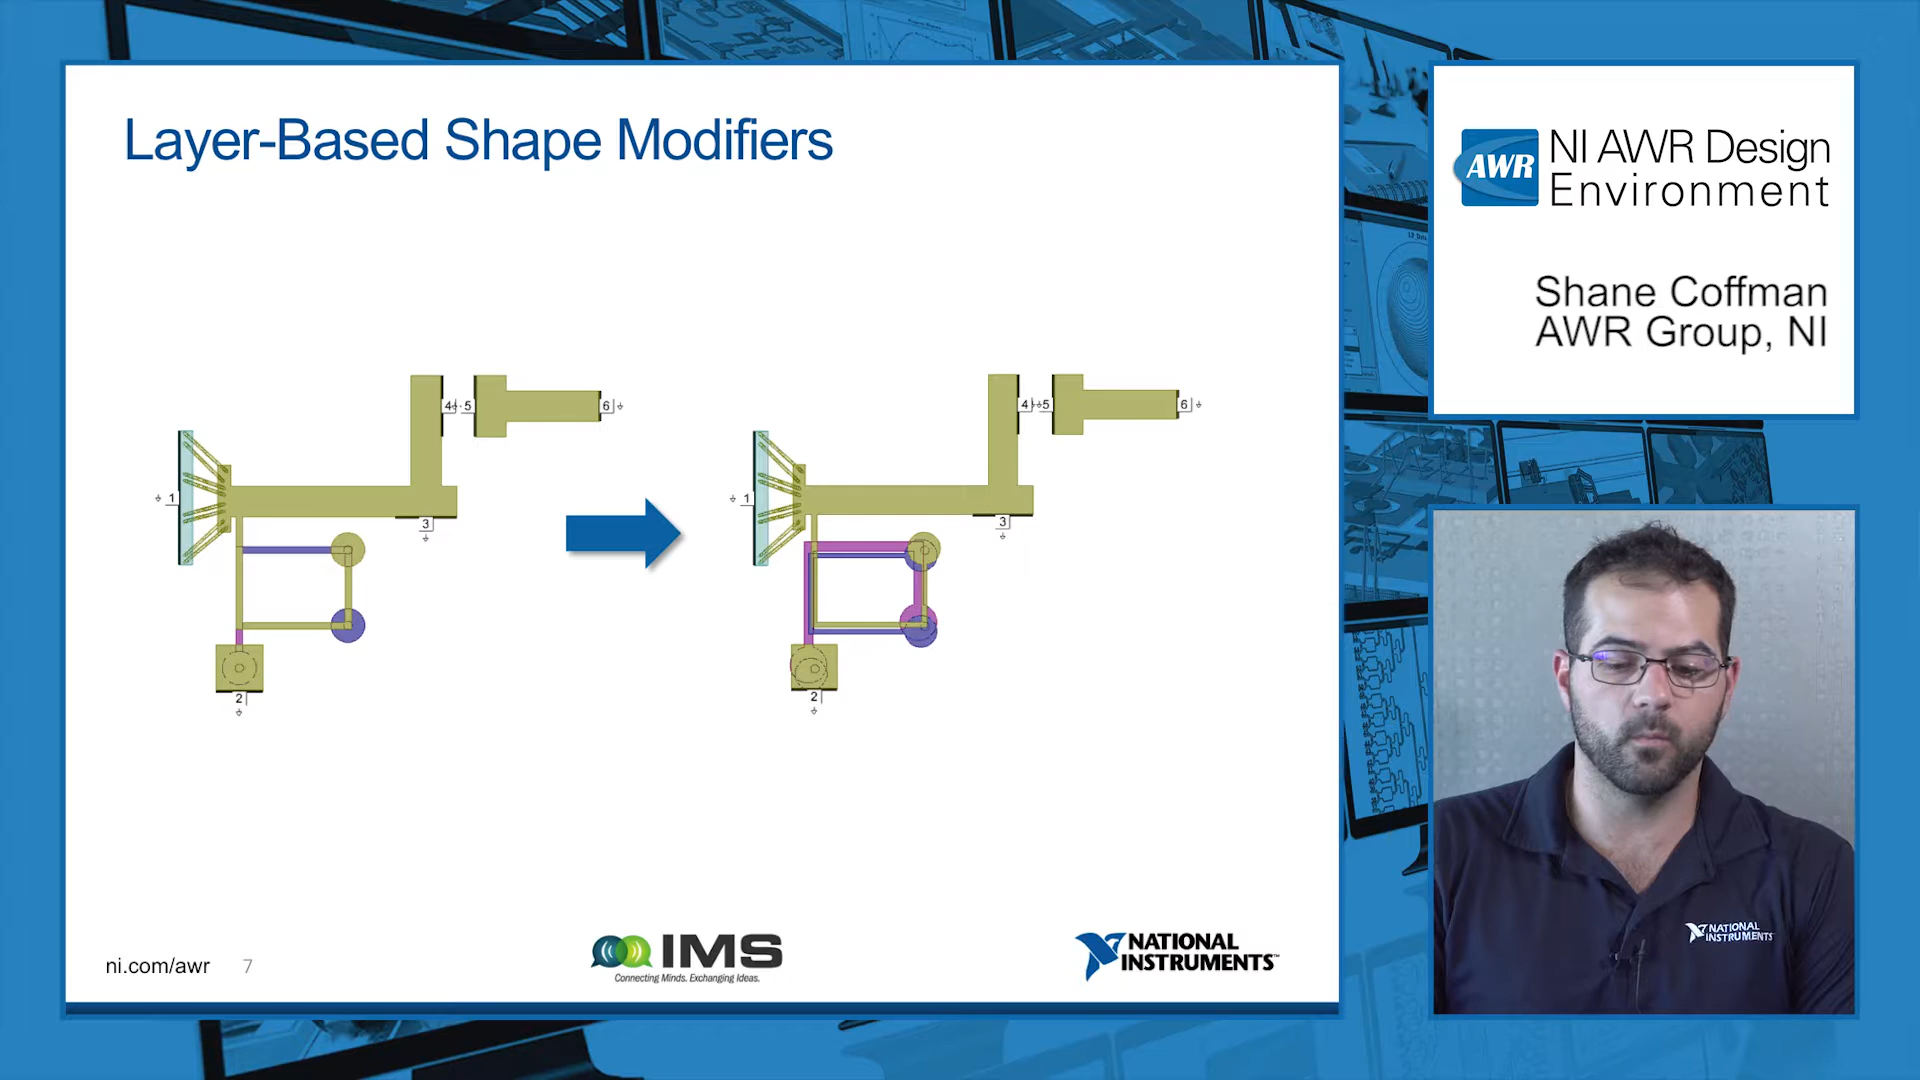 Layer-Based Shape Modifiers
4 5
6
1
3
2
4 5
6
1
3
2
ni.com/awr 7
IMS
Connecting Minds. Exchanging Ideas.
NATIONAL
INSTRUMENTS™
AWR
NI AWR Design
Environment
Shane Coffman
AWR Group, NI
NATIONAL
INSTRUMENTS